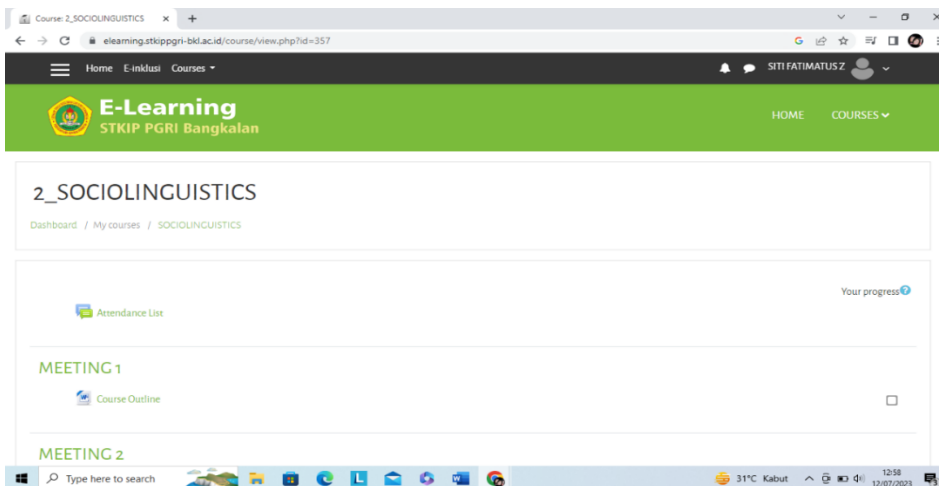 Course: 2_SOCIOLINGUISTICS
elearning.stkippgri-bkl.ac.id/course/view.php?id=357
Home E-inklusi Courses
SITI FATIMATUS Z
E-Learning
STKIP PGRI Bangkalan
HOME COURSES
2_SOCIOLINGUISTICS
Dashboard / My courses / SOCIOLINGUISTICS
Your progress
Attendance List
MEETING 1
Course Outline
MEETING 2
Type here to search
31°C Kabut
12:58
12/07/2023